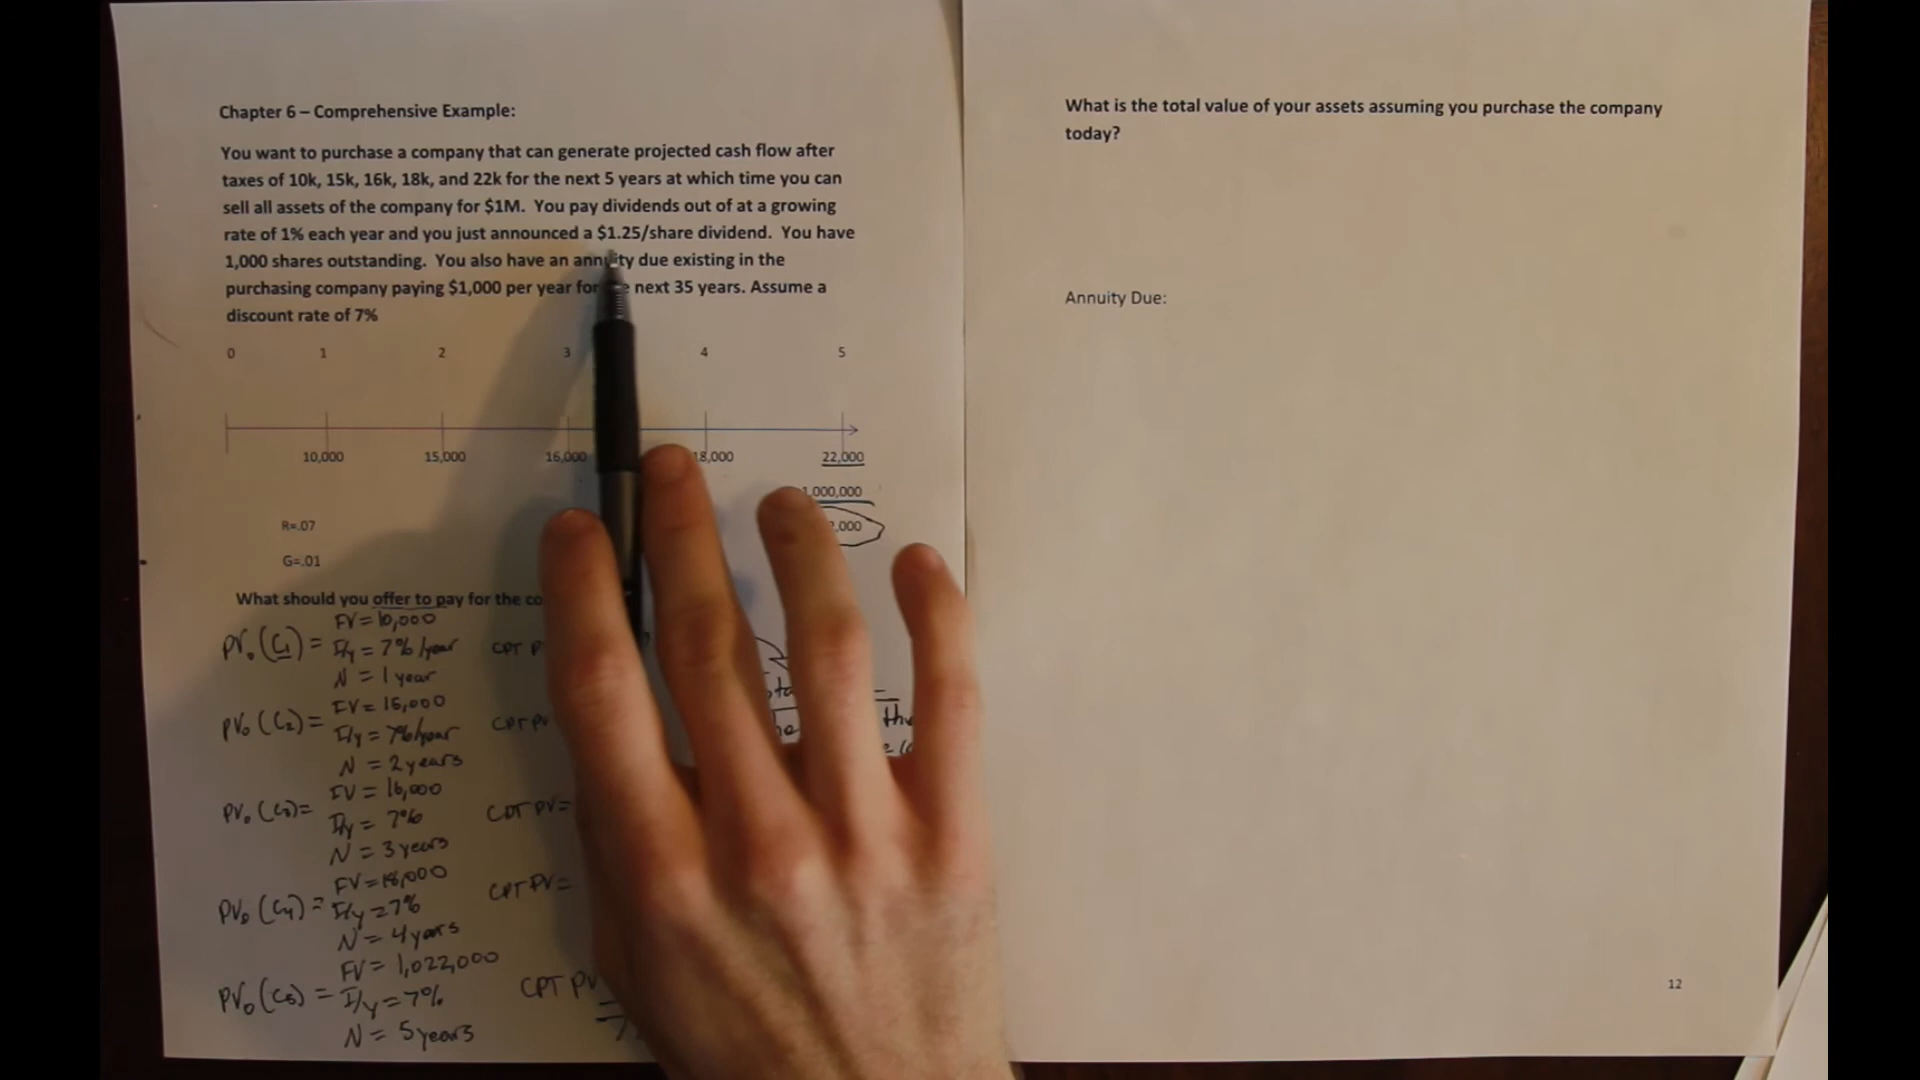 Chapter 6 – Comprehensive Example:
You want to purchase a company that can generate projected cash flow after
taxes of 10k, 15k, 16k, 18k, and 22k for the next 5 years at which time you can
sell all assets of the company for $1M. You pay dividends out of at a growing
rate of 1% each year and you just announced a $1.25/share dividend. You have
1,000 shares outstanding. You also have an annuity due existing in the
purchasing company paying $1,000 per year for next 35 years. Assume a
discount rate of 7%
0 1 2 3 4 5
10,000 15,000 16,000 18,000 22,000
1,000,000
R=.07
G=.01
What should you offer to pay for the
FV = 10,000
PV₀ (C₁) = I/y = 7% /year CPT P
N = 1 year
FV = 15,000
PV₀ (C₂) = I/y = 7%/year CPT PV
N = 2 years
FV = 16,000
PV₀ (C₃) = I/y = 7% CPT PV =
N = 3 years
FV = 18,000
PV₀ (C₄) = I/y = 7% CPT PV =
N = 4 years
FV = 1,022,000
PV₀ (C₅) = I/y = 7% CPT PV
N = 5 years
What is the total value of your assets assuming you purchase the company
today?
Annuity Due:
12